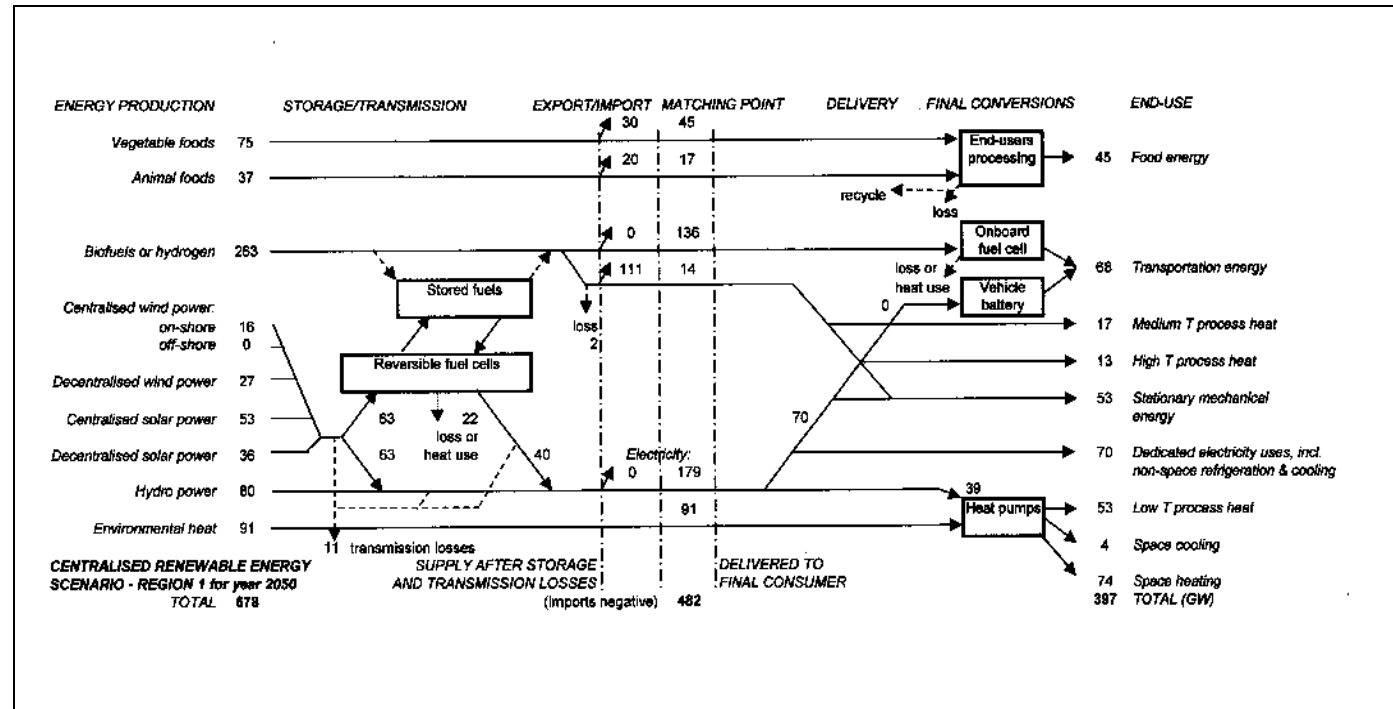 ENERGY PRODUCTION STORAGE/TRANSMISSION EXPORT/IMPORT MATCHING POINT DELIVERY FINAL CONVERSIONS END-USE
30 45
Vegetable foods 75
End-users
processing
45 Food energy
20 17
Animal foods 37
recycle
loss
0 136
Biofuels or hydrogen 263
Onboard
fuel cell
111 14
loss or
heat use
68 Transportation energy
Stored fuels
Vehicle
battery
0
Centralised wind power:
on-shore 16
off-shore 0
loss
2
17 Medium T process heat
Reversible fuel cells
13 High T process heat
Decentralised wind power 27
53 Stationary mechanical
energy
Centralised solar power 53
63 22
loss or
heat use
70
Decentralised solar power 36
63 40
Electricity:
70 Dedicated electricity uses, incl.
non-space refrigeration & cooling
0 179
Hydro power 80
39
Heat pumps
53 Low T process heat
91
Environmental heat 91
11 transmission losses
4 Space cooling
CENTRALISED RENEWABLE ENERGY
SCENARIO - REGION 1 for year 2050
TOTAL 678
SUPPLY AFTER STORAGE
AND TRANSMISSION LOSSES
(Imports negative) 482
DELIVERED TO
FINAL CONSUMER
74 Space heating
397 TOTAL (GW)